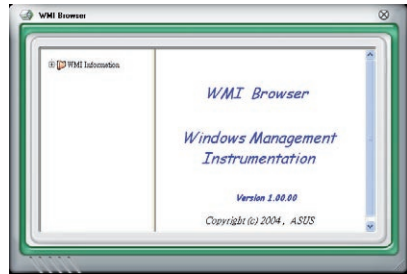 WMI Browser
WMI Information
WMI Browser
Windows Management
Instrumentation
Version 1.00.00
Copyright (c) 2004, ASUS